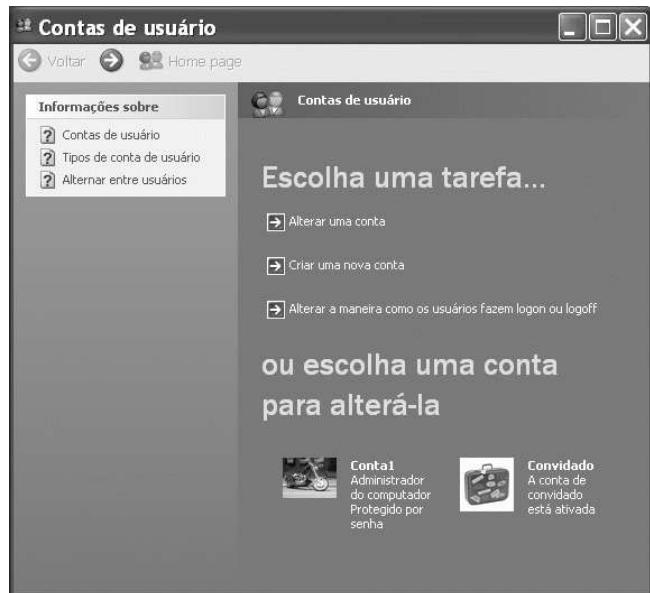 Contas de usuário
Voltar
Home page
Informações sobre
Contas de usuário
Tipos de conta de usuário
Alternar entre usuários
Contas de usuário
Escolha uma tarefa...
Alterar uma conta
Criar uma nova conta
Alterar a maneira como os usuários fazem logon ou logoff
ou escolha uma conta
para alterá-la
Conta1
Administrador
do computador
Protegido por
senha
Convidado
A conta de
convidado
está ativada